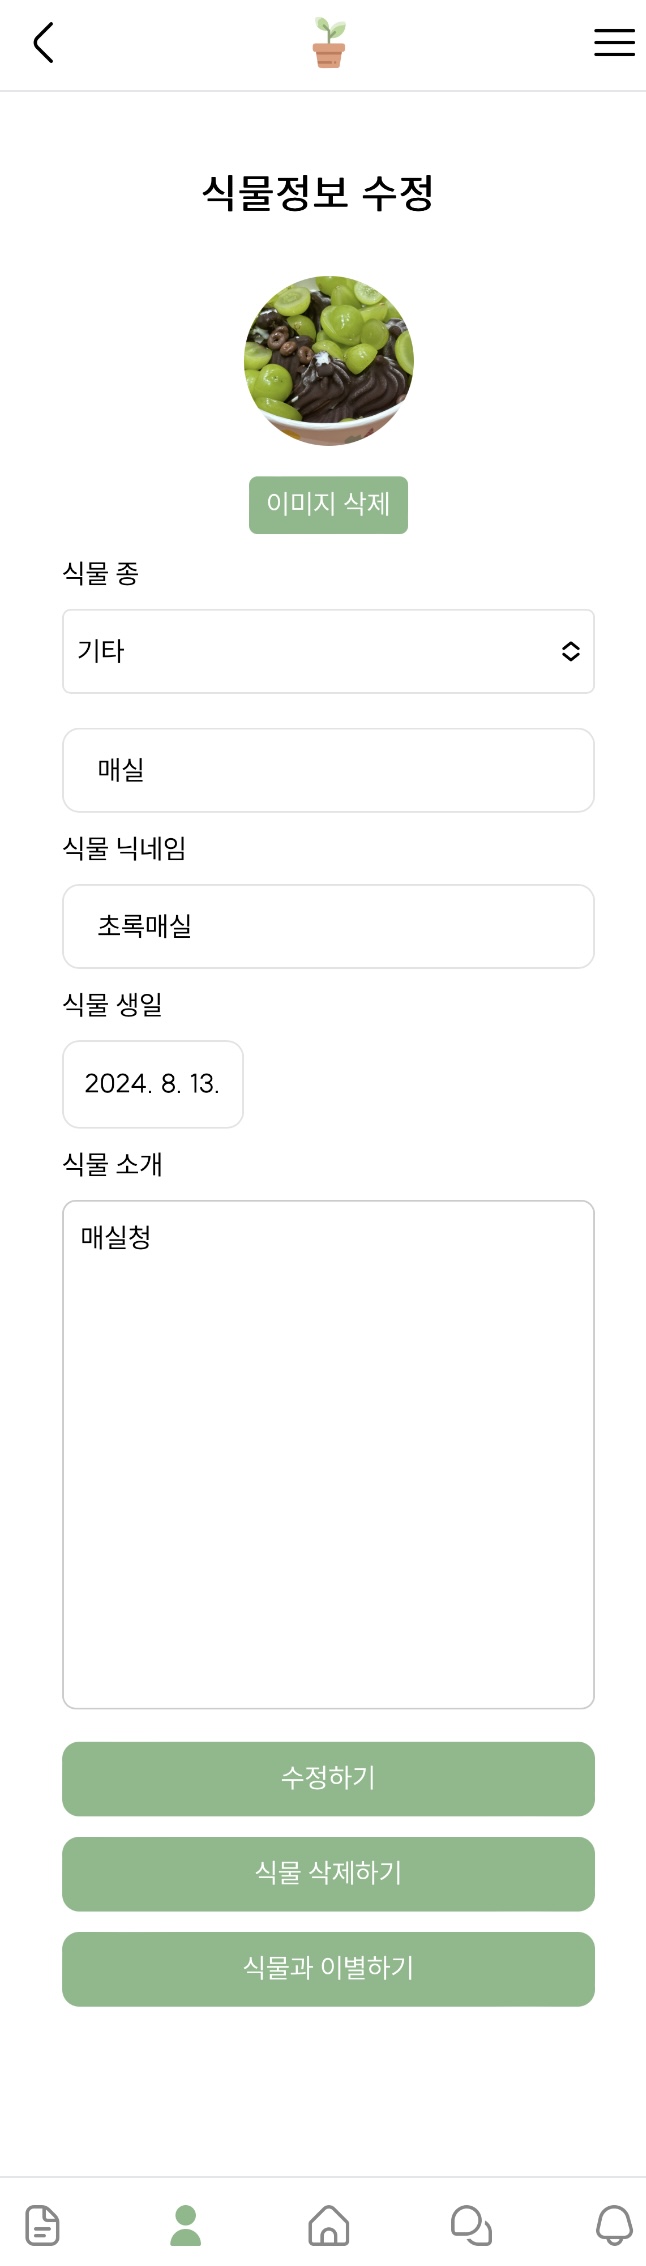 식물정보 수정
이미지 삭제
식물 종
기타
매실
식물 닉네임
초록매실
식물 생일
2024. 8. 13.
식물 소개
매실청
수정하기
식물 삭제하기
식물과 이별하기